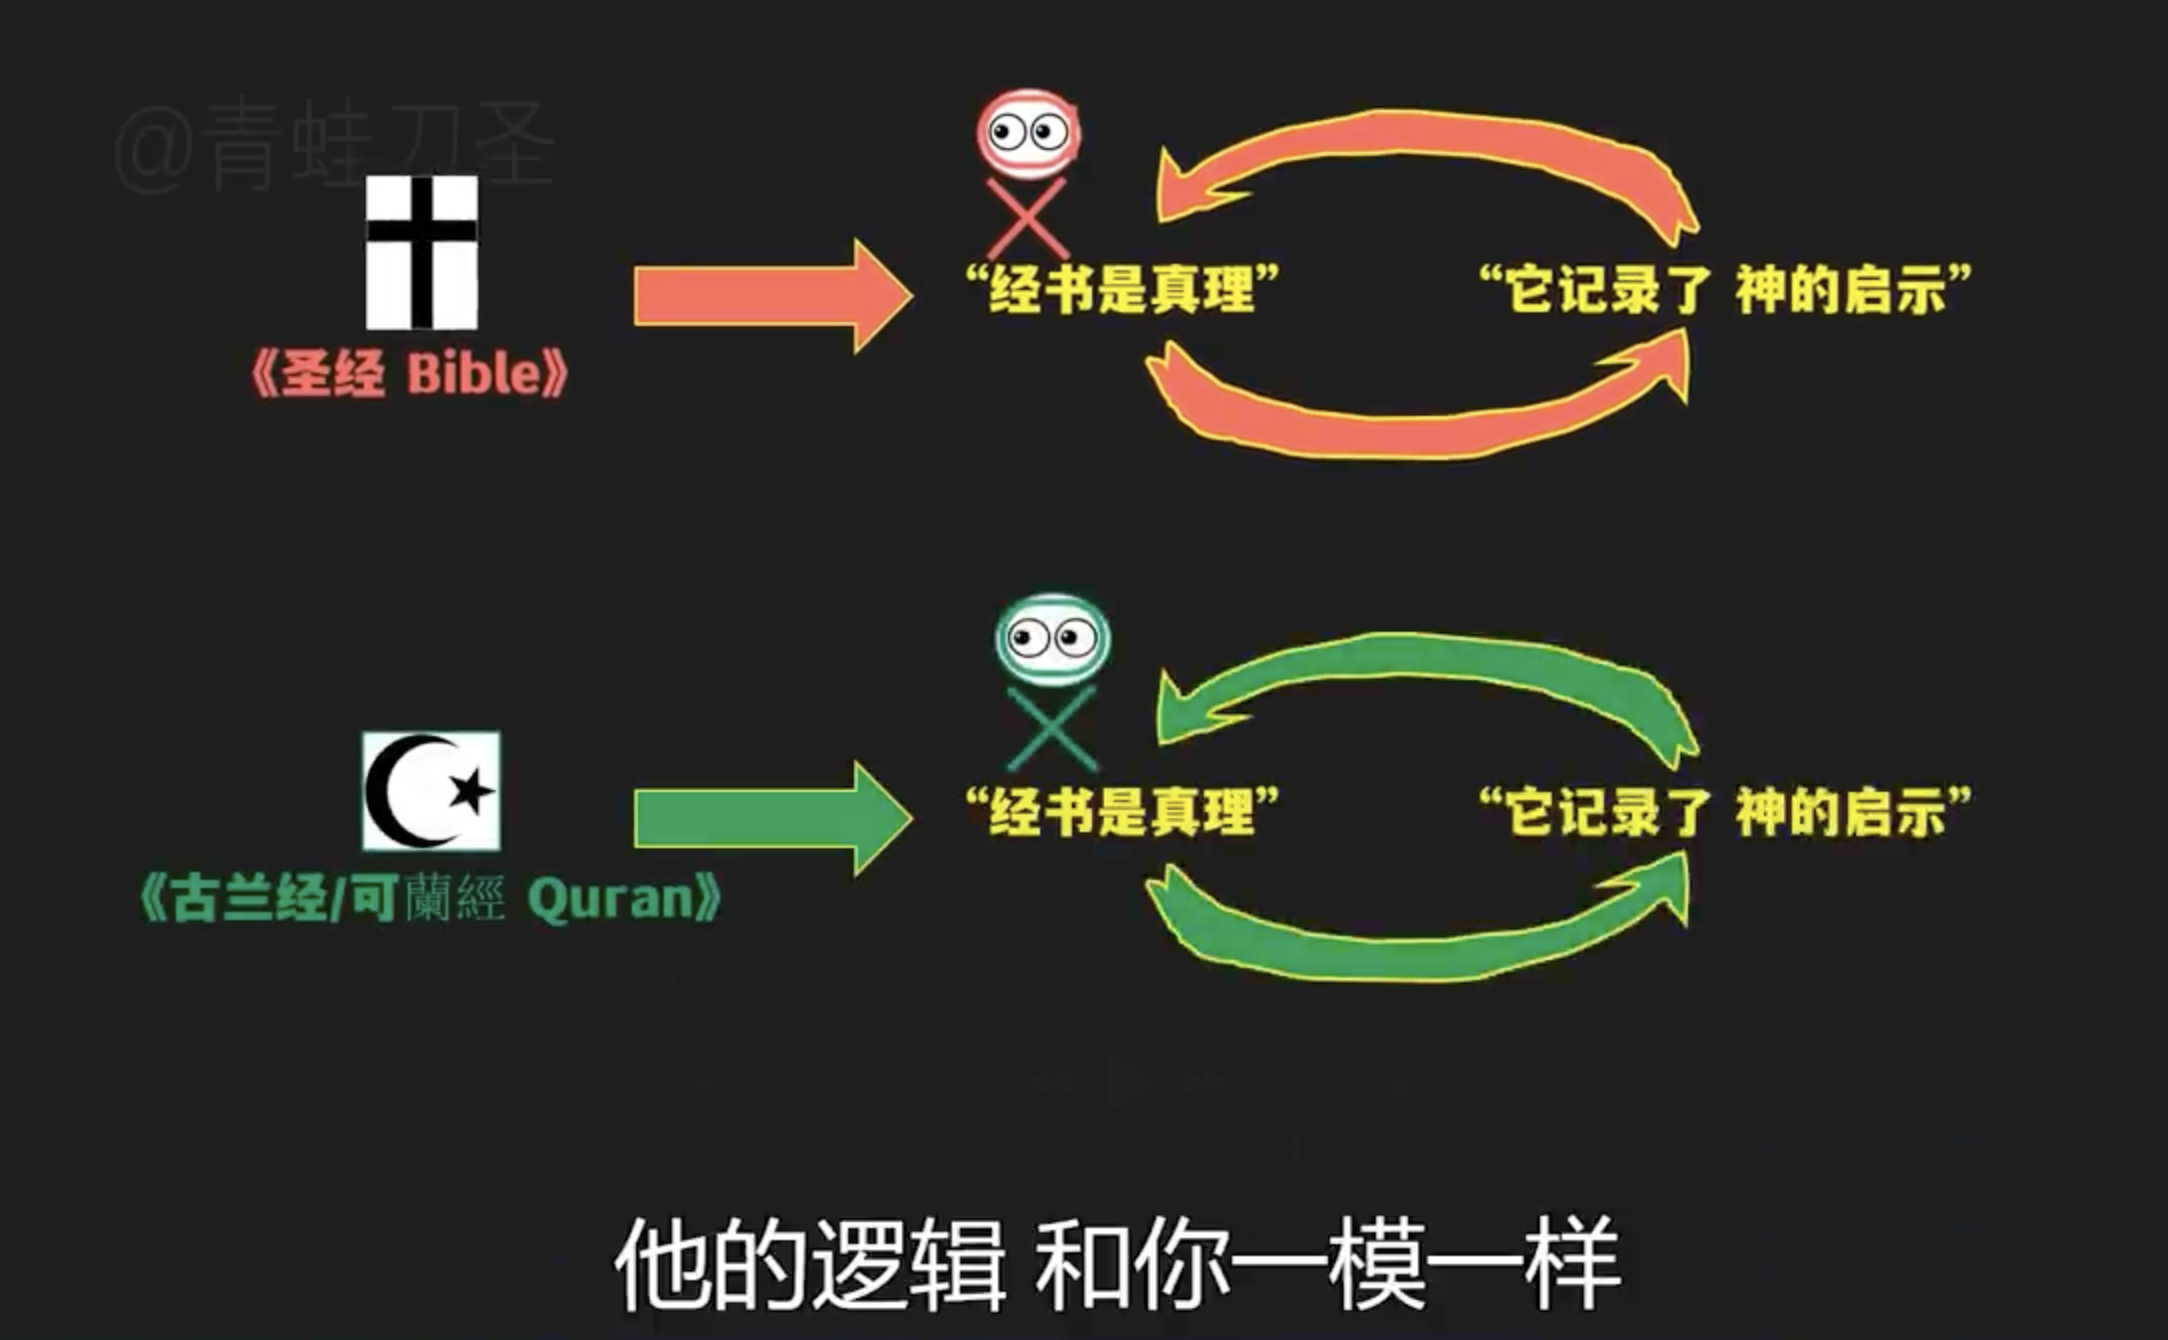 @青蛙刀圣
“经书是真理”
“它记录了 神的启示”
《圣经 Bible》
“经书是真理”
“它记录了 神的启示”
《古兰经/可蘭經 Quran》
他的逻辑 和你一模一样